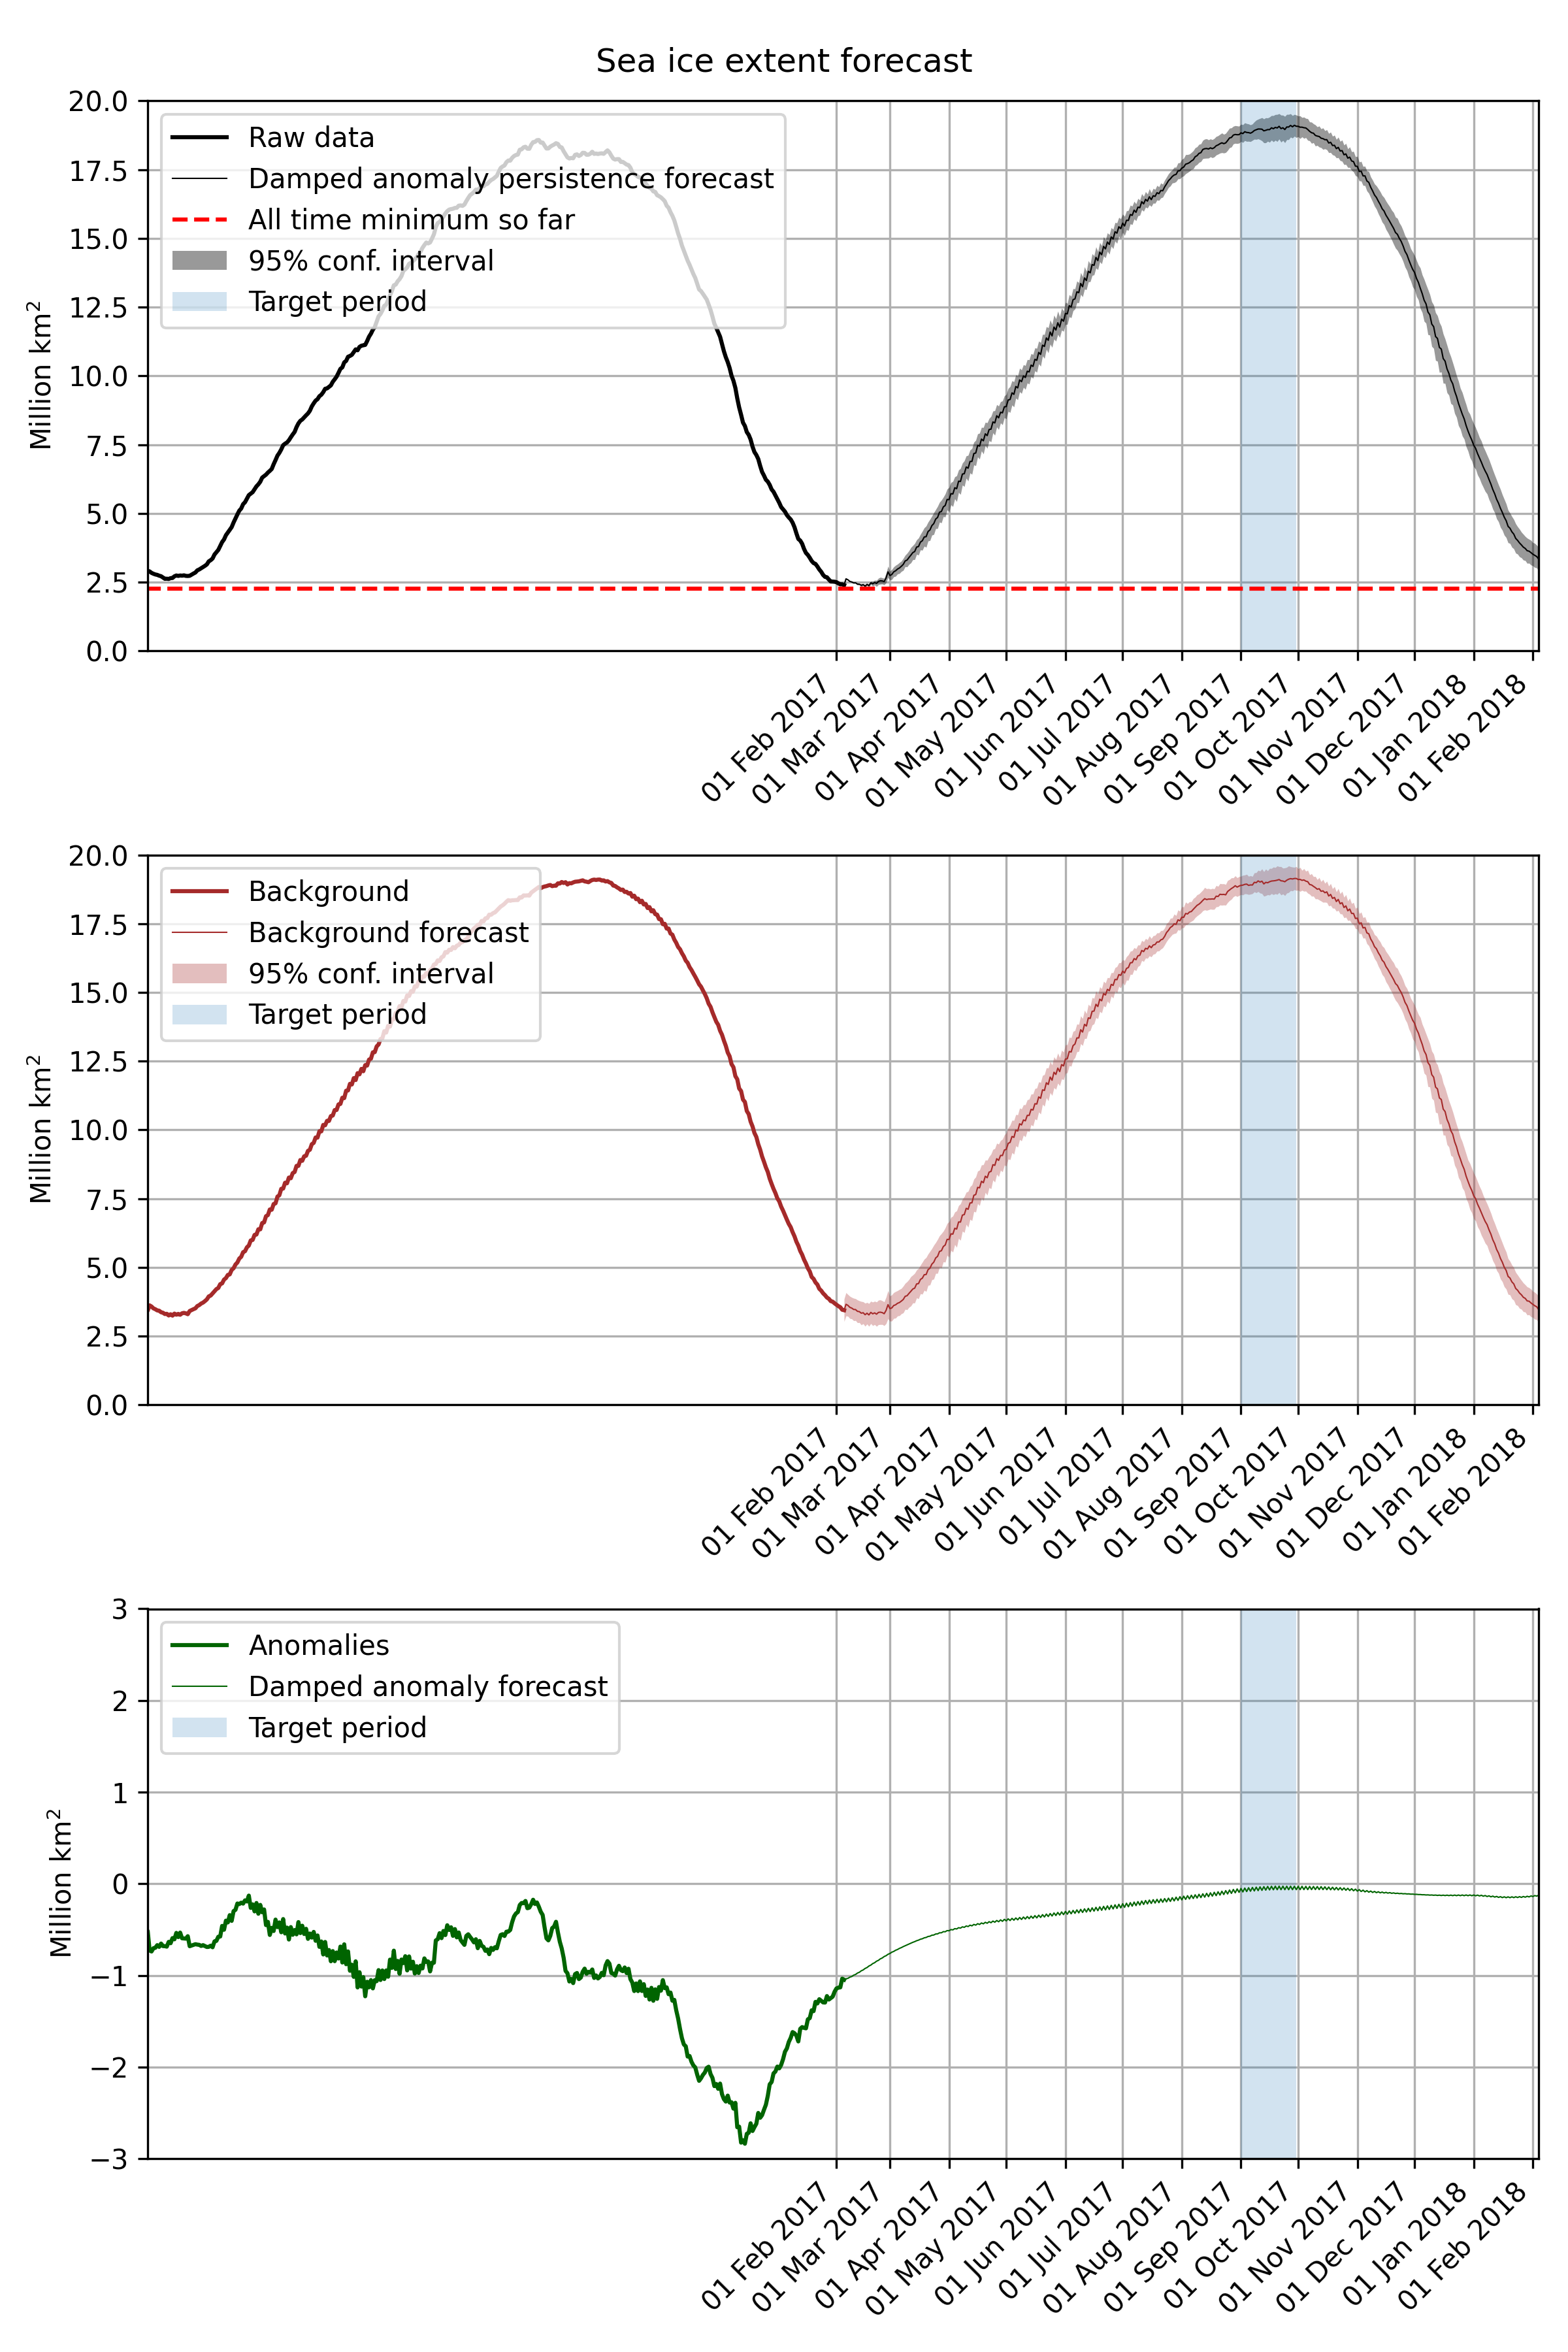 Sea ice extent forecast
20.0
17.5
15.0
12.5
10.0
7.5
5.0
2.5
0.0
Million km²
Raw data
Damped anomaly persistence forecast
All time minimum so far
95% conf. interval
Target period
01 Feb 2017
01 Mar 2017
01 Apr 2017
01 May 2017
01 Jun 2017
01 Jul 2017
01 Aug 2017
01 Sep 2017
01 Oct 2017
01 Nov 2017
01 Dec 2017
01 Jan 2018
01 Feb 2018
20.0
17.5
15.0
12.5
10.0
7.5
5.0
2.5
0.0
Million km²
Background
Background forecast
95% conf. interval
Target period
01 Feb 2017
01 Mar 2017
01 Apr 2017
01 May 2017
01 Jun 2017
01 Jul 2017
01 Aug 2017
01 Sep 2017
01 Oct 2017
01 Nov 2017
01 Dec 2017
01 Jan 2018
01 Feb 2018
3
2
1
0
−1
−2
−3
Million km²
Anomalies
Damped anomaly forecast
Target period
01 Feb 2017
01 Mar 2017
01 Apr 2017
01 May 2017
01 Jun 2017
01 Jul 2017
01 Aug 2017
01 Sep 2017
01 Oct 2017
01 Nov 2017
01 Dec 2017
01 Jan 2018
01 Feb 2018